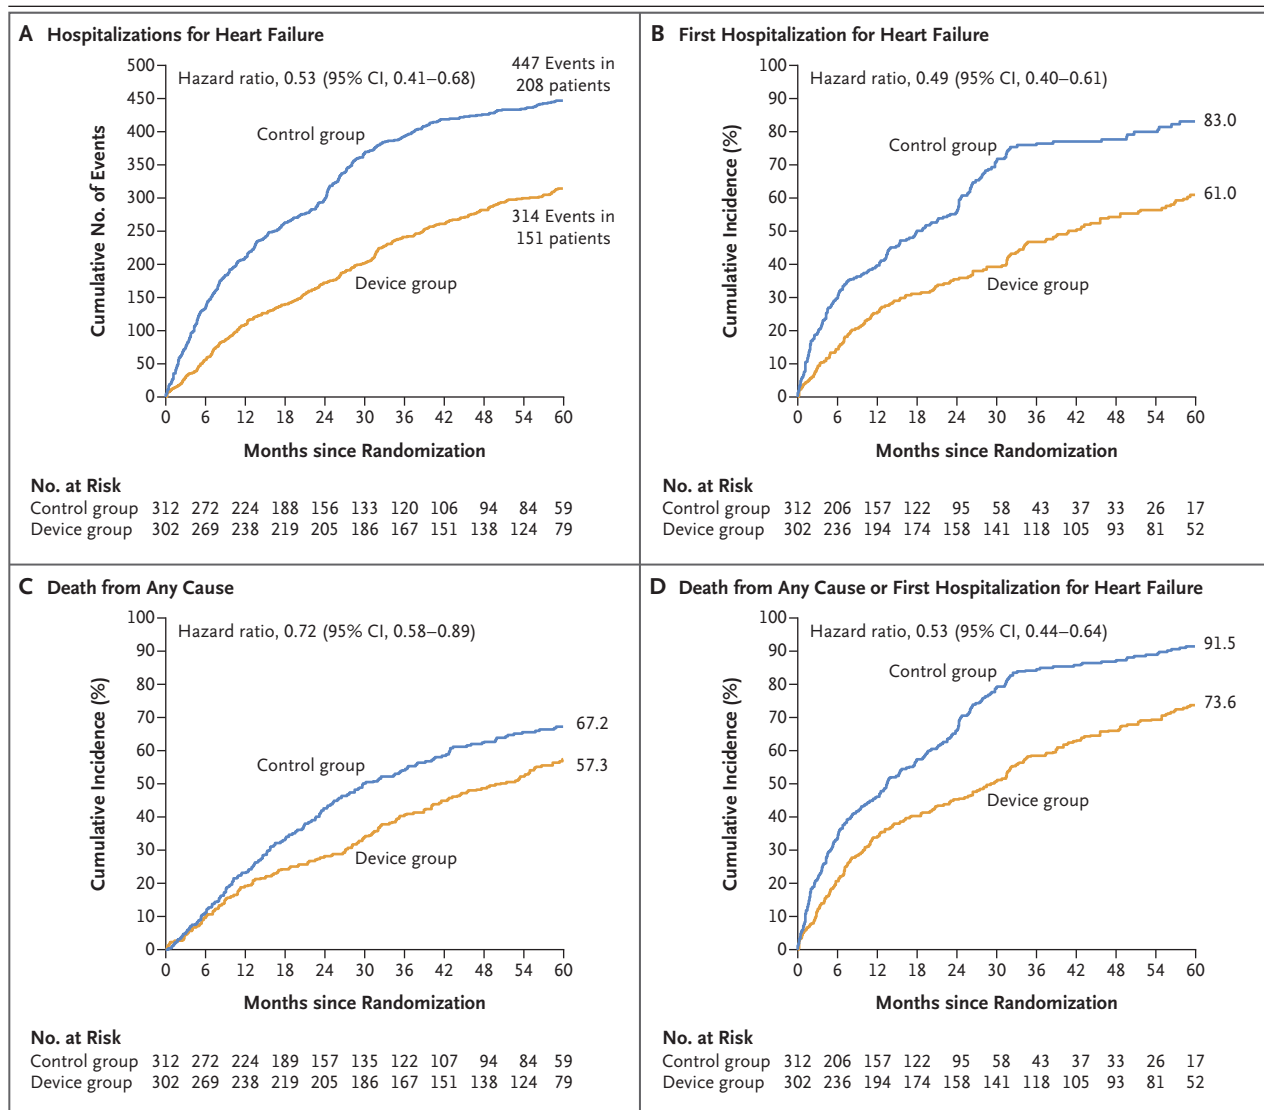 A Hospitalizations for Heart Failure
500
450
400
350
300
250
200
150
100
50
0
Cumulative No. of Events
Hazard ratio, 0.53 (95% CI, 0.41–0.68)
447 Events in
208 patients
Control group
314 Events in
151 patients
Device group
0 6 12 18 24 30 36 42 48 54 60
Months since Randomization
No. at Risk
Control group 312 272 224 188 156 133 120 106 94 84 59
Device group 302 269 238 219 205 186 167 151 138 124 79
B First Hospitalization for Heart Failure
100
90
80
70
60
50
40
30
20
10
0
Cumulative Incidence (%)
Hazard ratio, 0.49 (95% CI, 0.40–0.61)
83.0
Control group
61.0
Device group
0 6 12 18 24 30 36 42 48 54 60
Months since Randomization
No. at Risk
Control group 312 206 157 122 95 58 43 37 33 26 17
Device group 302 236 194 174 158 141 118 105 93 81 52
C Death from Any Cause
100
90
80
70
60
50
40
30
20
10
0
Cumulative Incidence (%)
Hazard ratio, 0.72 (95% CI, 0.58–0.89)
67.2
Control group
57.3
Device group
0 6 12 18 24 30 36 42 48 54 60
Months since Randomization
No. at Risk
Control group 312 272 224 189 157 135 122 107 94 84 59
Device group 302 269 238 219 205 186 167 151 138 124 79
D Death from Any Cause or First Hospitalization for Heart Failure
100
90
80
70
60
50
40
30
20
10
0
Cumulative Incidence (%)
Hazard ratio, 0.53 (95% CI, 0.44–0.64)
91.5
Control group
73.6
Device group
0 6 12 18 24 30 36 42 48 54 60
Months since Randomization
No. at Risk
Control group 312 206 157 122 95 58 43 37 33 26 17
Device group 302 236 194 174 158 141 118 105 93 81 52